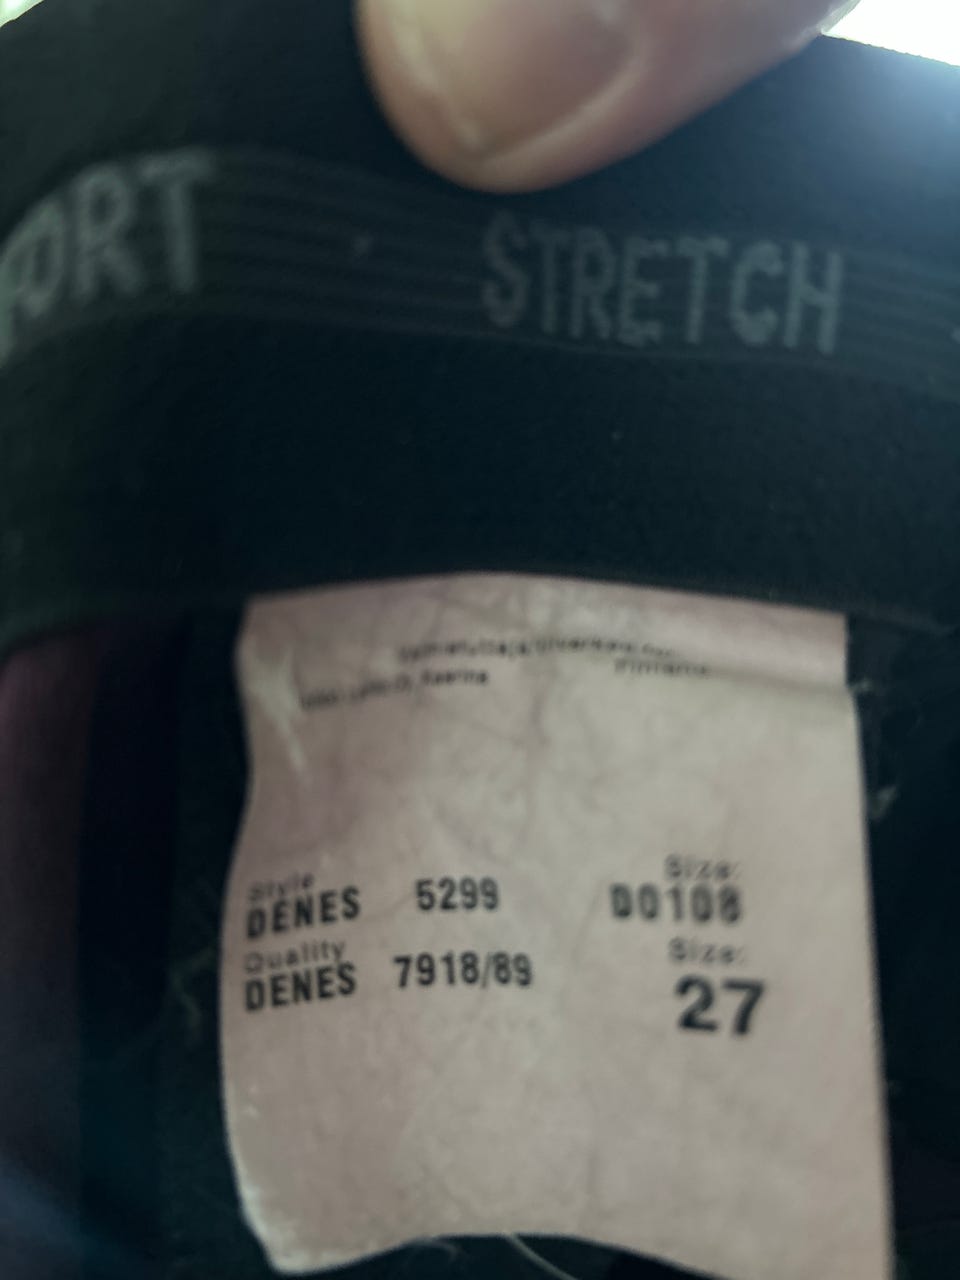 STRETCH
Style
DENES 5299
Size:
D0108
Quality
DENES 7918/89
Size:
27